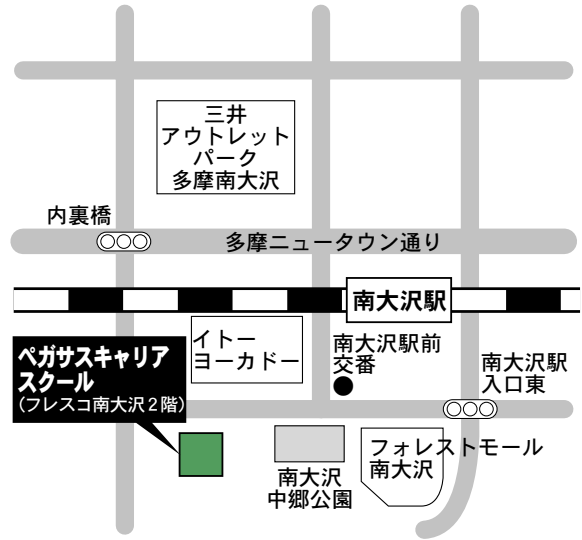 三井
アウトレット
パーク
多摩南大沢
内裏橋
多摩ニュータウン通り
南大沢駅
イトー
ヨーカドー
南大沢駅前
交番
南大沢駅
入口東
ペガサスキャリア
スクール
(フレスコ南大沢2階)
フォレストモール
南大沢
南大沢
中郷公園